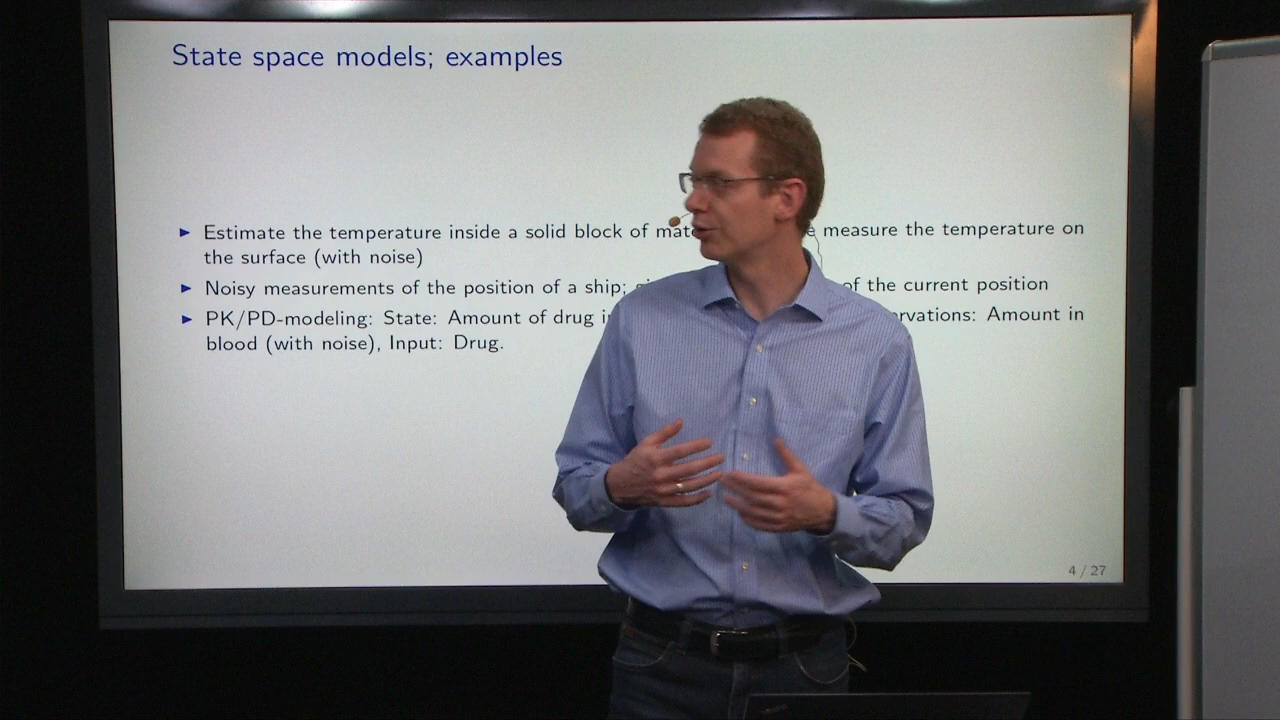 State space models; examples
▶ Estimate the temperature inside a solid block of measure the temperature on
the surface (with noise)
▶ Noisy measurements of the position of a ship; of the current position
▶ PK/PD-modeling: State: Amount of drug Amount in
blood (with noise), Input: Drug.
4 / 27